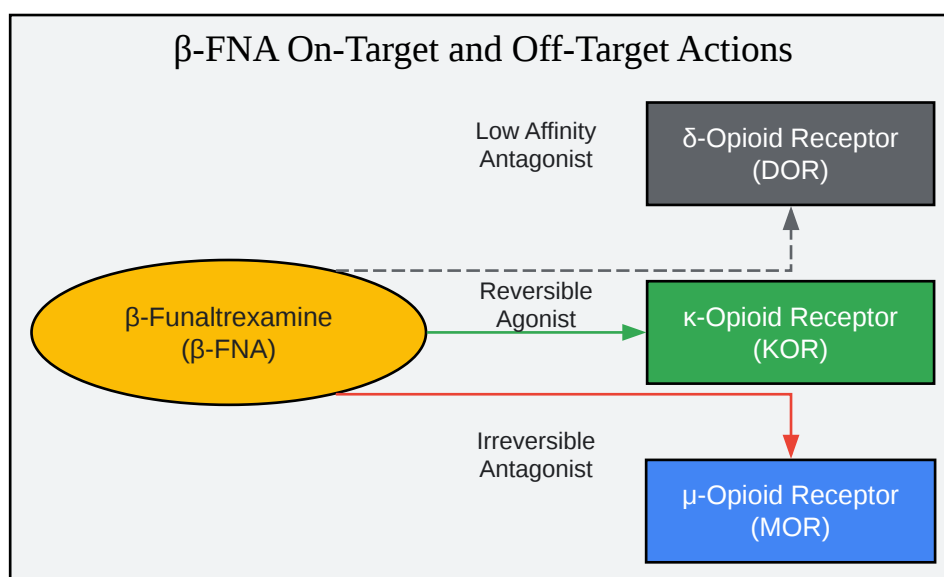 β-FNA On-Target and Off-Target Actions
Low Affinity
Antagonist
δ-Opioid Receptor
(DOR)
β-Funaltrexamine
(β-FNA)
Reversible
Agonist
κ-Opioid Receptor
(KOR)
Irreversible
Antagonist
μ-Opioid Receptor
(MOR)